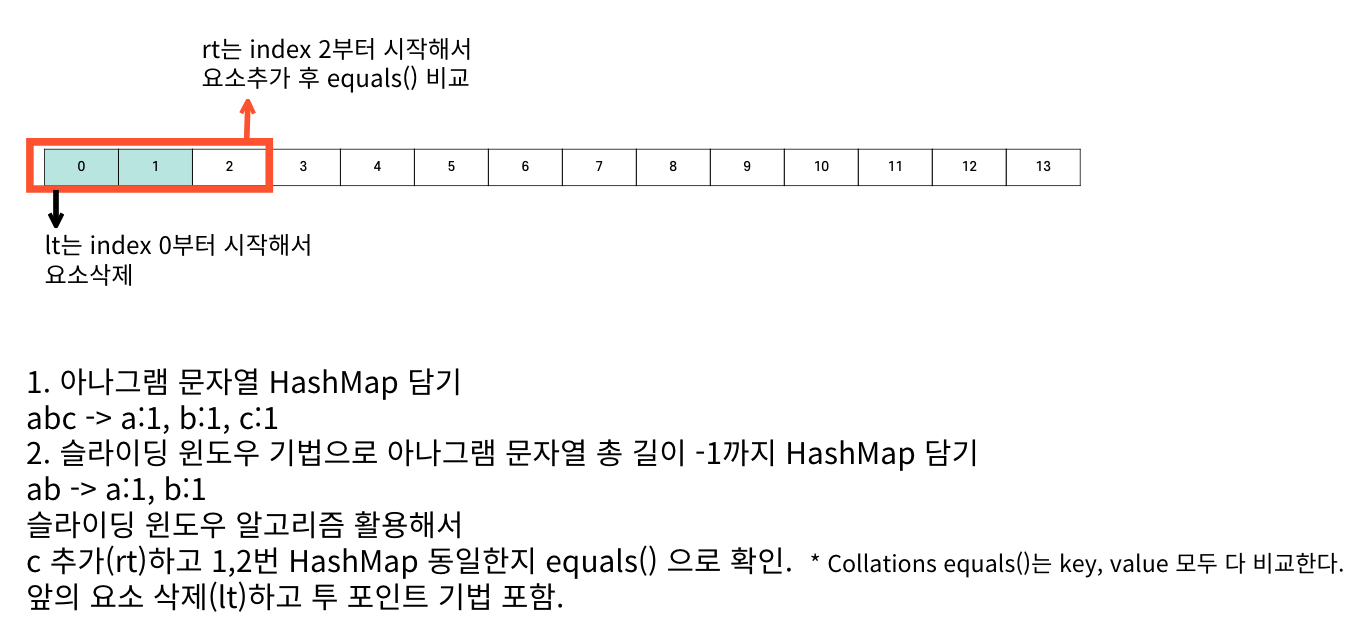 rt는 index 2부터 시작해서
요소추가 후 equals() 비교
0 1 2 3 4 5 6 7 8 9 10 11 12 13
lt는 index 0부터 시작해서
요소삭제
1. 아나그램 문자열 HashMap 담기
abc -> a:1, b:1, c:1
2. 슬라이딩 윈도우 기법으로 아나그램 문자열 총 길이 -1까지 HashMap 담기
ab -> a:1, b:1
슬라이딩 윈도우 알고리즘 활용해서
c 추가(rt)하고 1,2번 HashMap 동일한지 equals() 으로 확인. * Collations equals()는 key, value 모두 다 비교한다.
앞의 요소 삭제(lt)하고 투 포인트 기법 포함.